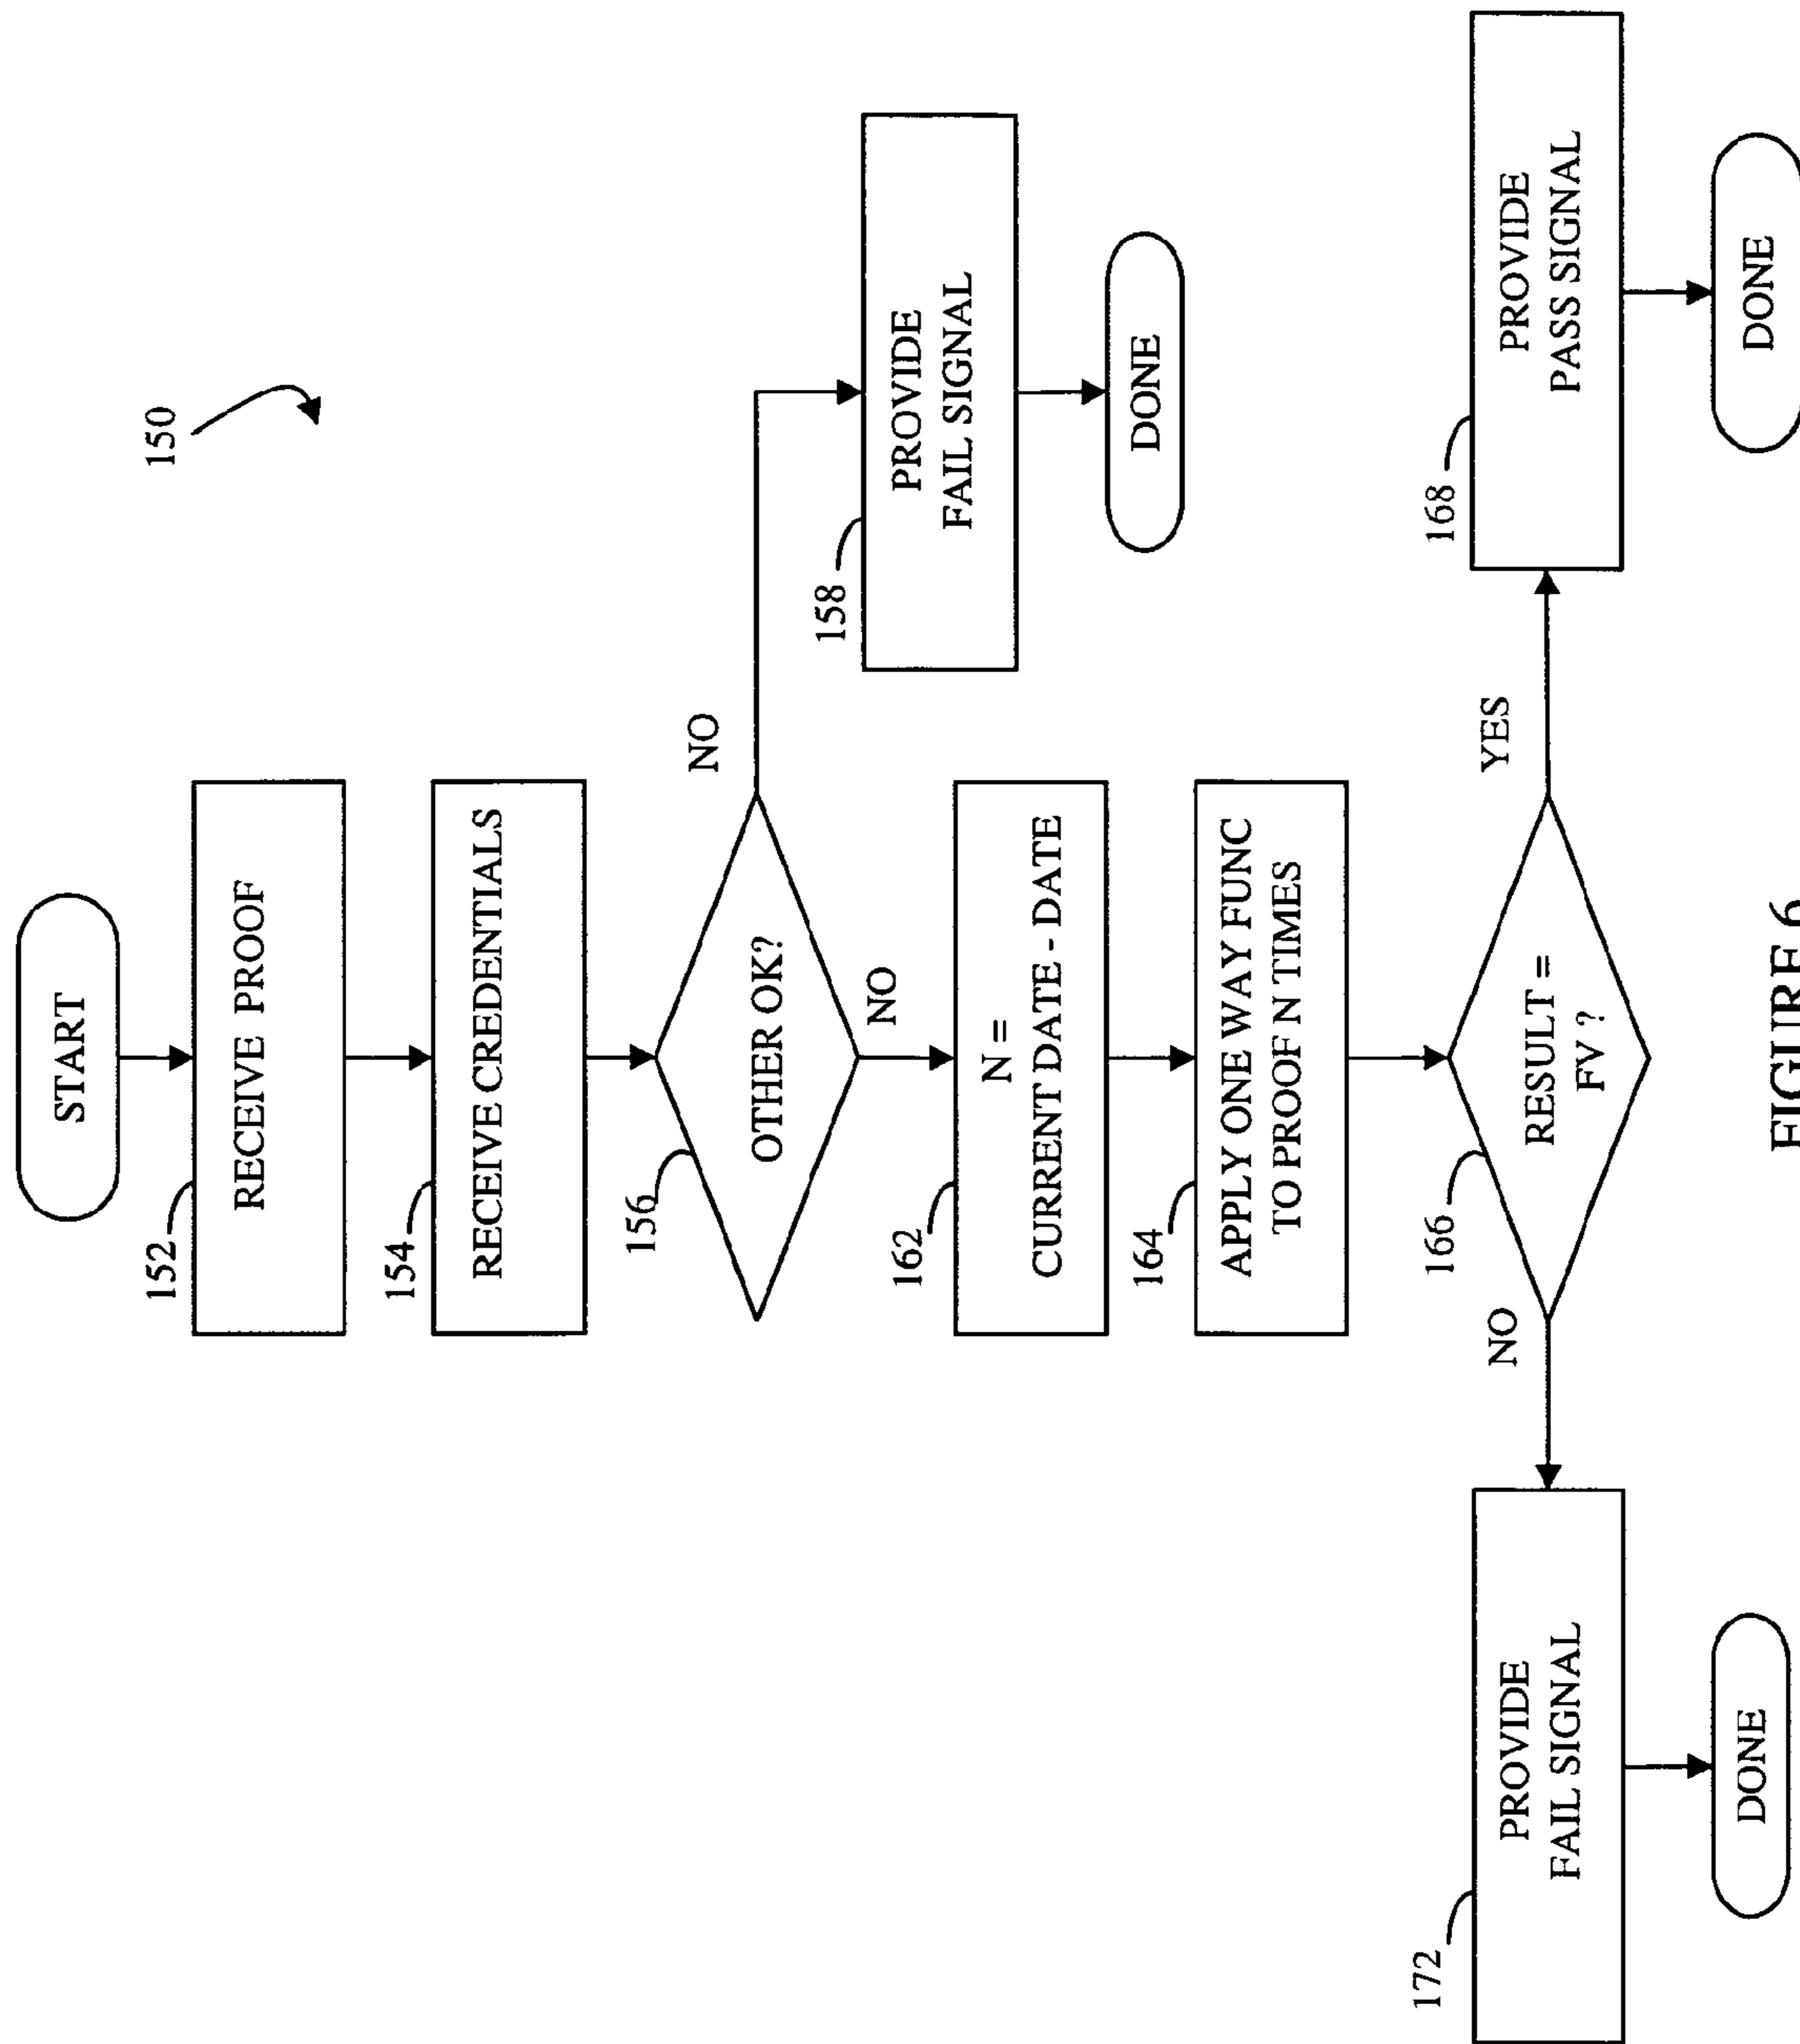 150
START
152
RECEIVE PROOF
154
RECEIVE CREDENTIALS
156
OTHER OK?
NO
158
PROVIDE
FAIL SIGNAL
DONE
NO
162
N =
CURRENT DATE - DATE
164
APPLY ONE WAY FUNC
TO PROOF N TIMES
166
RESULT =
FV ?
NO
172
PROVIDE
FAIL SIGNAL
DONE
YES
168
PROVIDE
PASS SIGNAL
DONE
FIGURE 6